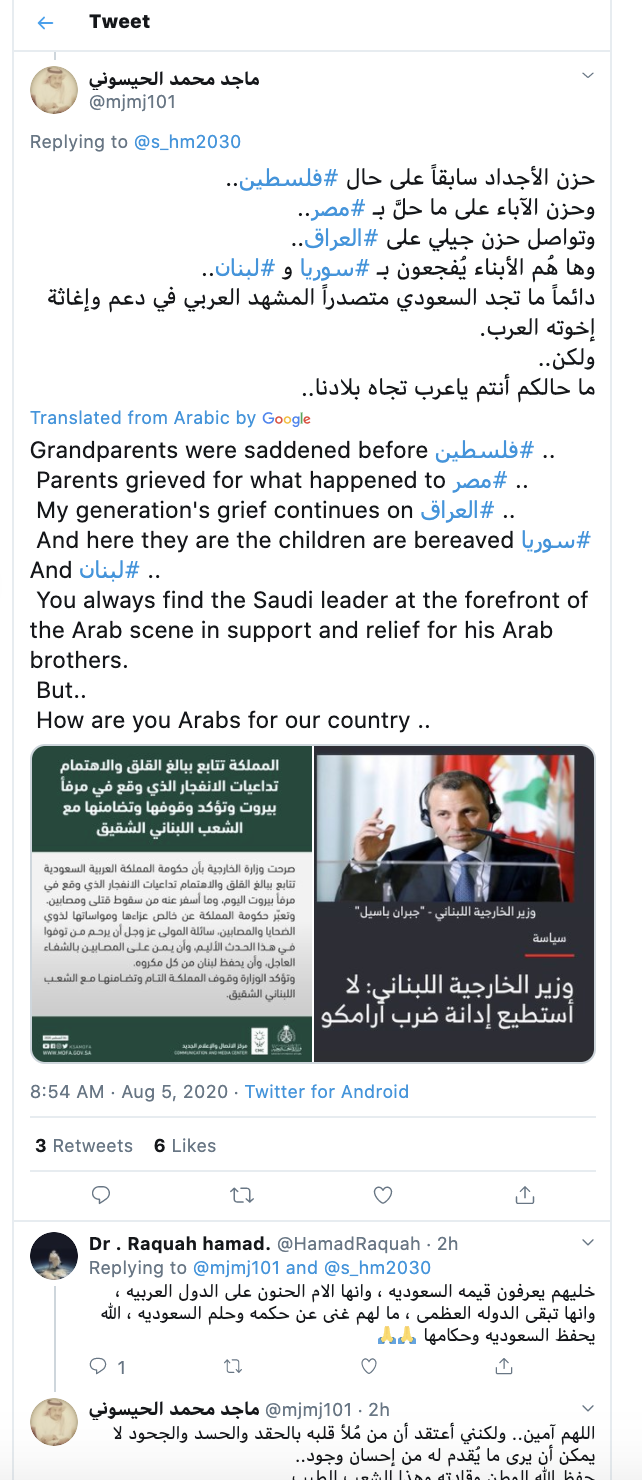 Tweet
ماجد محمد الحيسوني
@mjmj101
Replying to @s_hm2030
حزن الأجداد سابقاً على حال #فلسطين..
وحزن الآباء على ما حلَّ بـ #مصر..
وتواصل حزن جيلي على #العراق..
وها هُم الأبناء يُفجعون بـ #سوريا و #لبنان..
دائماً ما تجد السعودي متصدراً المشهد العربي في دعم وإغاثة
إخوته العرب.
ولكن..
ما حالكم أنتم ياعرب تجاه بلادنا..
Translated from Arabic by Google
Grandparents were saddened before #فلسطين ..
Parents grieved for what happened to #مصر ..
My generation's grief continues on #العراق ..
And here they are the children are bereaved #سوريا
And #لبنان ..
You always find the Saudi leader at the forefront of
the Arab scene in support and relief for his Arab
brothers.
But..
How are you Arabs for our country ..
المملكة تتابع ببالغ القلق والاهتمام
تداعيات الانفجار الذي وقع في مرفأ
بيروت وتؤكد وقوفها وتضامنها مع
الشعب اللبناني الشقيق
صرحت وزارة الخارجية بأن حكومة المملكة العربية السعودية
تتابع ببالغ القلق والاهتمام تداعيات الانفجار الذي وقع في
مرفأ بيروت اليوم، وما أسفر عنه من سقوط قتلى ومصابين.
وتعبّر حكومة المملكة عن خالص عزاءها ومواساتها لذوي
الضحايا والمصابين، سائلة المولى عز وجل أن يرحم من توفوا
في هذا الحدث الأليم، وأن يمن على المصابين بالشفاء
العاجل، وأن يحفظ لبنان من كل مكروه.
وتؤكد الوزارة وقوف المملكة التام وتضامنها مع الشعب
اللبناني الشقيق.
مركز الاتصال والإعلام الجديد
COMMUNICATION AND MEDIA CENTER
CMC
KSAMOFA
WWW.MOFA.GOV.SA
وزير الخارجية اللبناني - "جبران باسيل"
سياسة
وزير الخارجية اللبناني: لا
أستطيع إدانة ضرب أرامكو
8:54 AM · Aug 5, 2020 · Twitter for Android
3 Retweets 6 Likes
Dr . Raquah hamad. @HamadRaquah · 2h
Replying to @mjmj101 and @s_hm2030
خليهم يعرفون قيمه السعوديه ، وانها الام الحنون على الدول العربيه ،
وانها تبقى الدوله العظمى ، ما لهم غنى عن حكمه وحلم السعوديه ، الله
يحفظ السعوديه وحكامها 🙏🙏
1
ماجد محمد الحيسوني @mjmj101 · 2h
اللهم آمين.. ولكنني أعتقد أن من مُلأ قلبه بالحقد والحسد والجحود لا
يمكن أن يرى ما يُقدم له من إحسان وجود..
حفظ الله الوطن وقادته وهذا الشعب الطيب